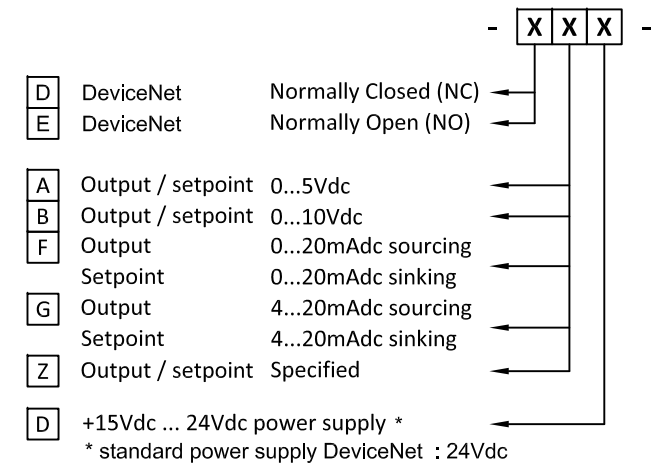 - X X X -
D DeviceNet Normally Closed (NC)
E DeviceNet Normally Open (NO)
A Output / setpoint 0...5Vdc
B Output / setpoint 0...10Vdc
F Output 0...20mAdc sourcing
Setpoint 0...20mAdc sinking
G Output 4...20mAdc sourcing
Setpoint 4...20mAdc sinking
Z Output / setpoint Specified
D +15Vdc ... 24Vdc power supply *
* standard power supply DeviceNet : 24Vdc